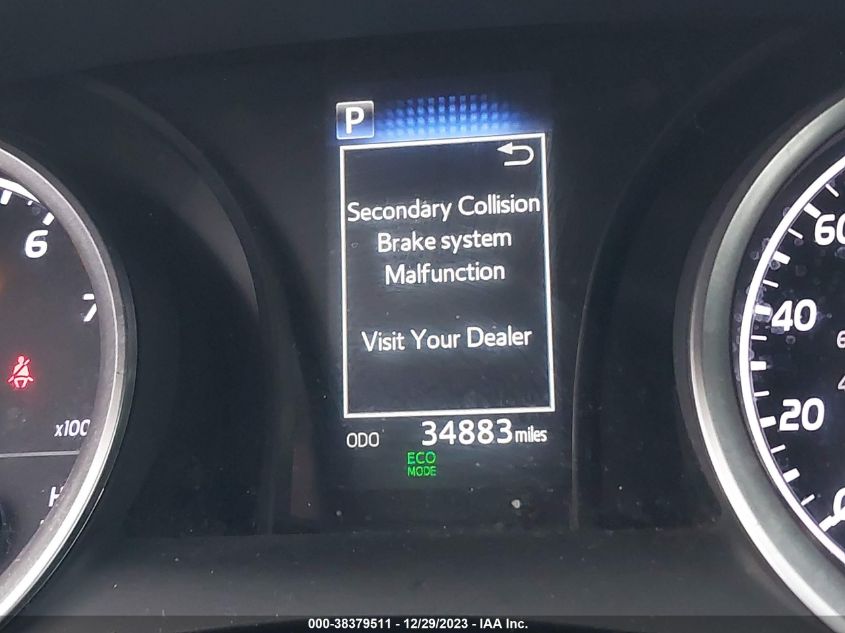 P
Secondary Collision
Brake system
Malfunction
Visit Your Dealer
ODO 34883 miles
ECO
MODE
6
7
x100
H
60
40
20
0
000-38379511 - 12/29/2023 - IAA Inc.